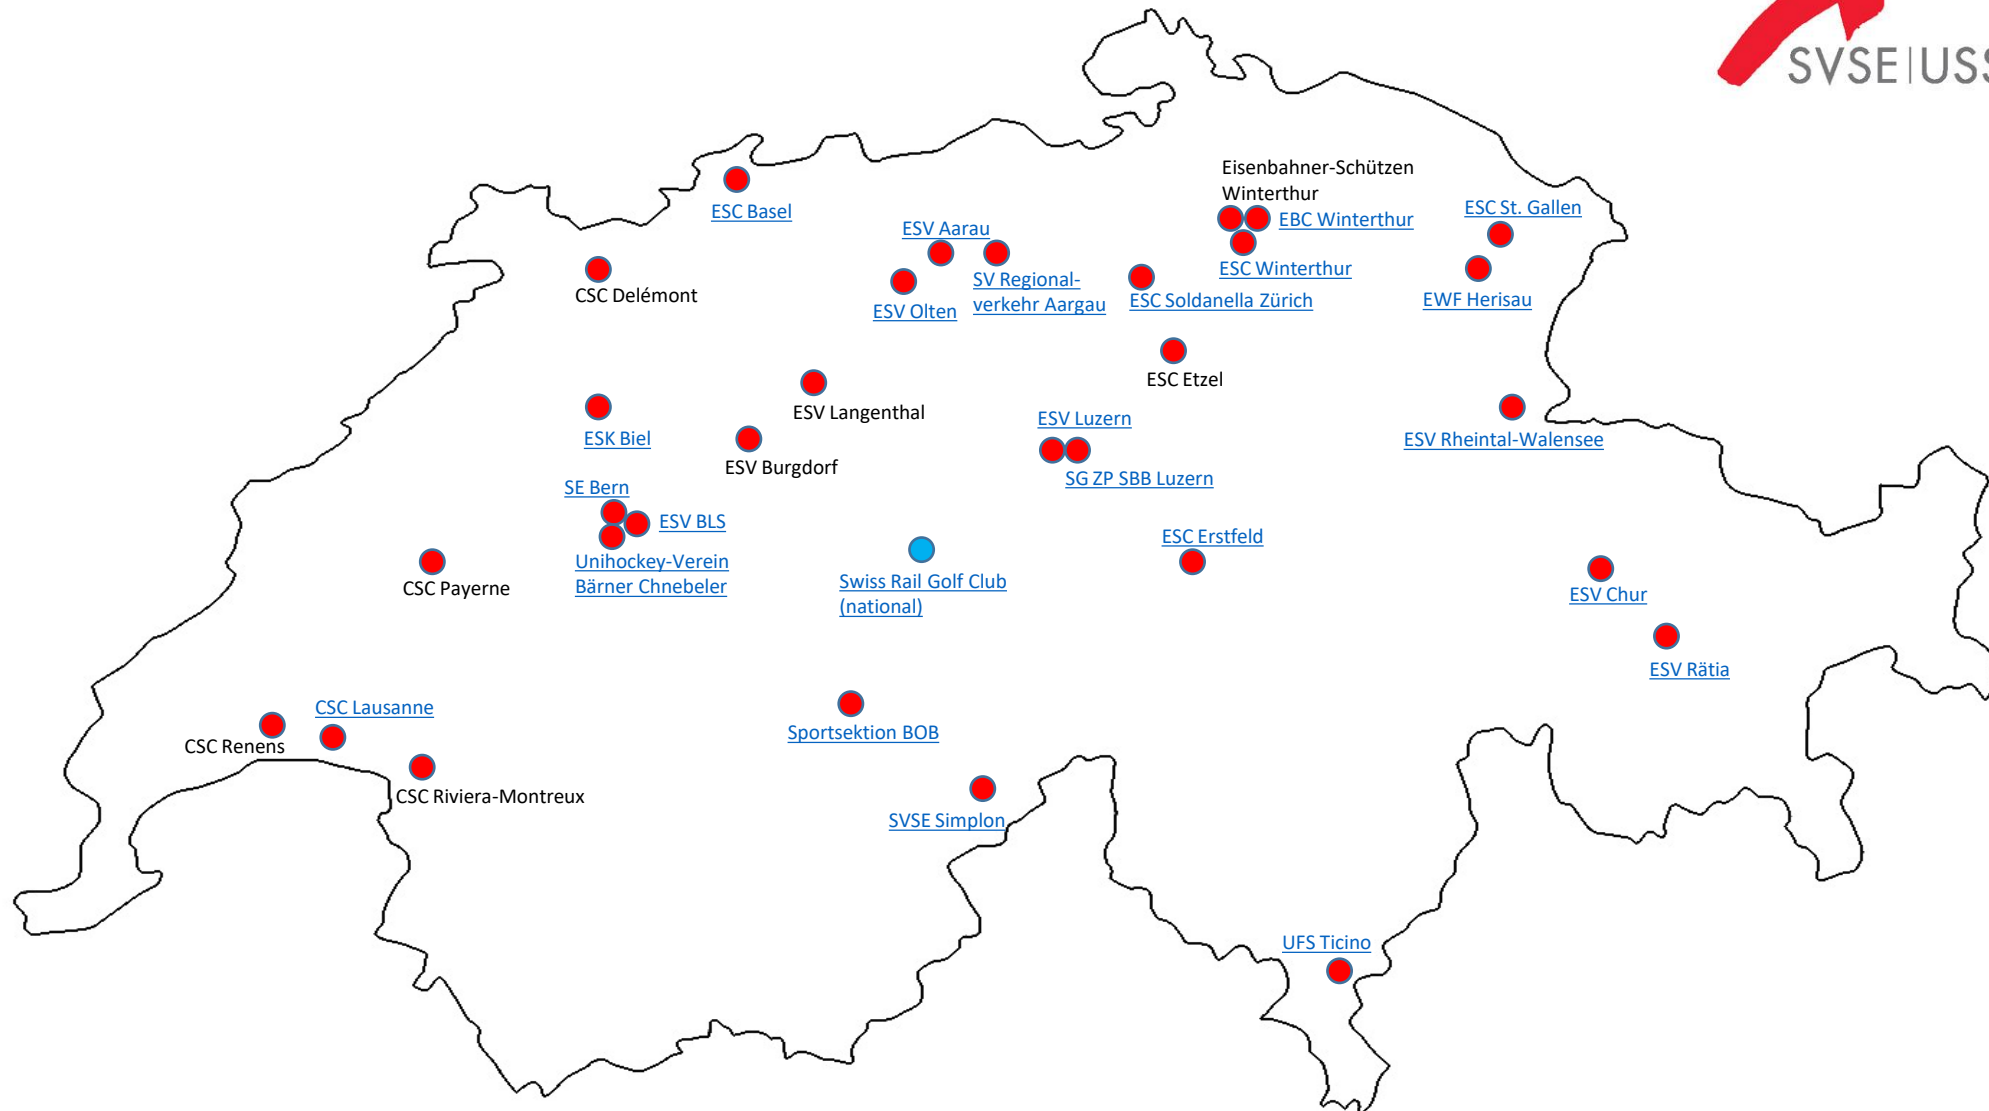 SVSE|USS
Eisenbahner-Schützen
Winterthur
ESC Basel
ESC St. Gallen
EBC Winterthur
ESV Aarau
ESC Winterthur
SV Regional-
verkehr Aargau
CSC Delémont
ESC Soldanella Zürich
EWF Herisau
ESV Olten
ESC Etzel
ESV Langenthal
ESV Luzern
ESK Biel
ESV Rheintal-Walensee
ESV Burgdorf
SG ZP SBB Luzern
SE Bern
ESV BLS
ESC Erstfeld
Unihockey-Verein
Bärner Chnebeler
CSC Payerne
Swiss Rail Golf Club
(national)
ESV Chur
ESV Rätia
CSC Lausanne
Sportsektion BOB
CSC Renens
CSC Riviera-Montreux
SVSE Simplon
UFS Ticino